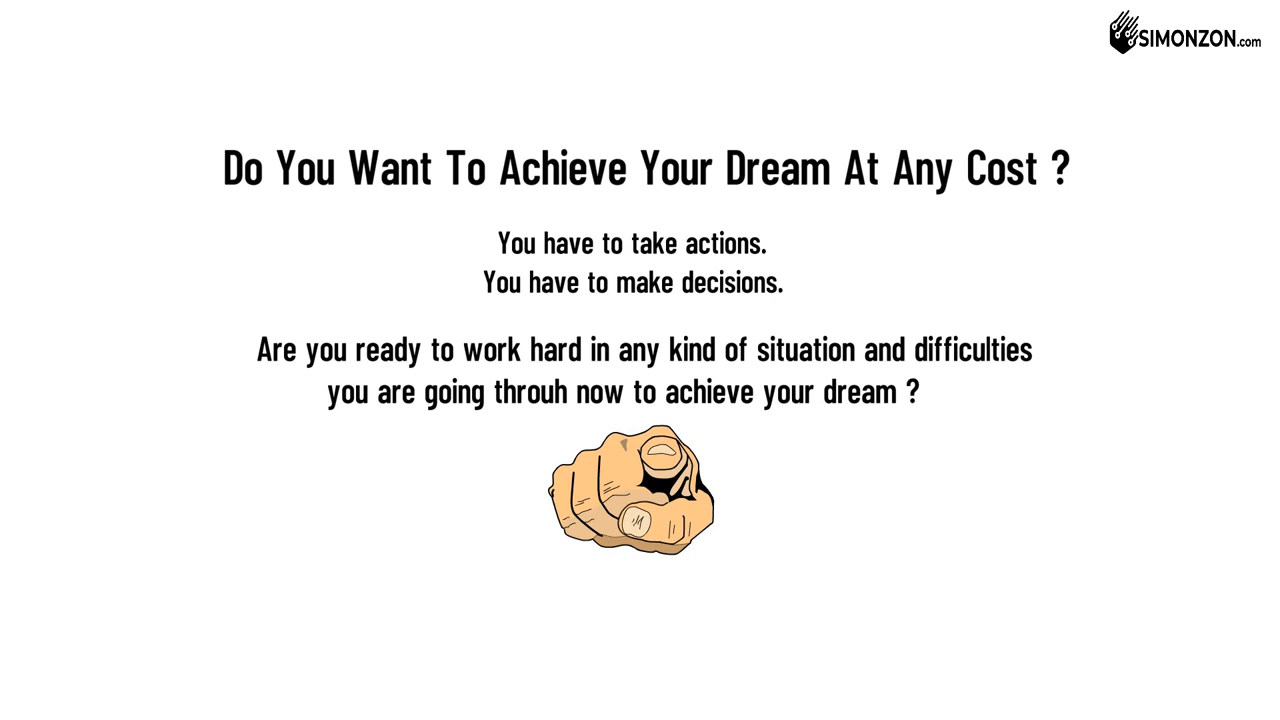 SIMONZON.com
Do You Want To Achieve Your Dream At Any Cost ?
You have to take actions.
You have to make decisions.
Are you ready to work hard in any kind of situation and difficulties
you are going throuh now to achieve your dream ?